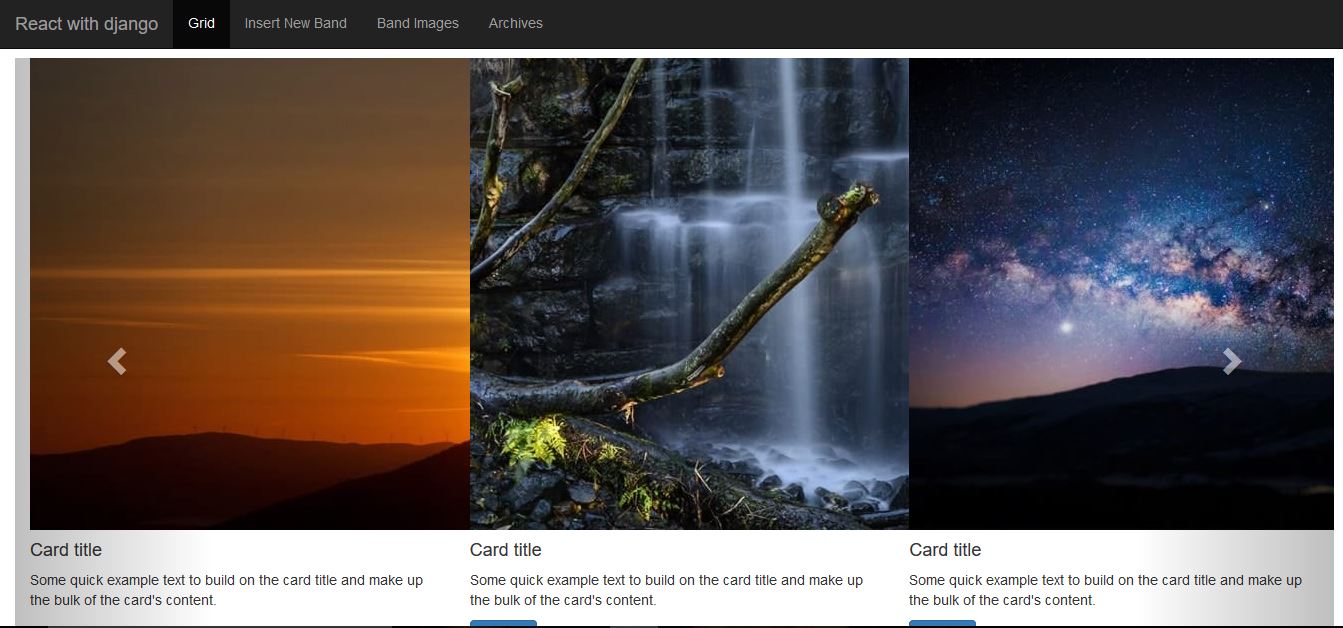 React with django
Grid
Insert New Band
Band Images
Archives
Card title
Some quick example text to build on the card title and make up
the bulk of the card's content.
Card title
Some quick example text to build on the card title and make up
the bulk of the card's content.
Card title
Some quick example text to build on the card title and make up
the bulk of the card's content.